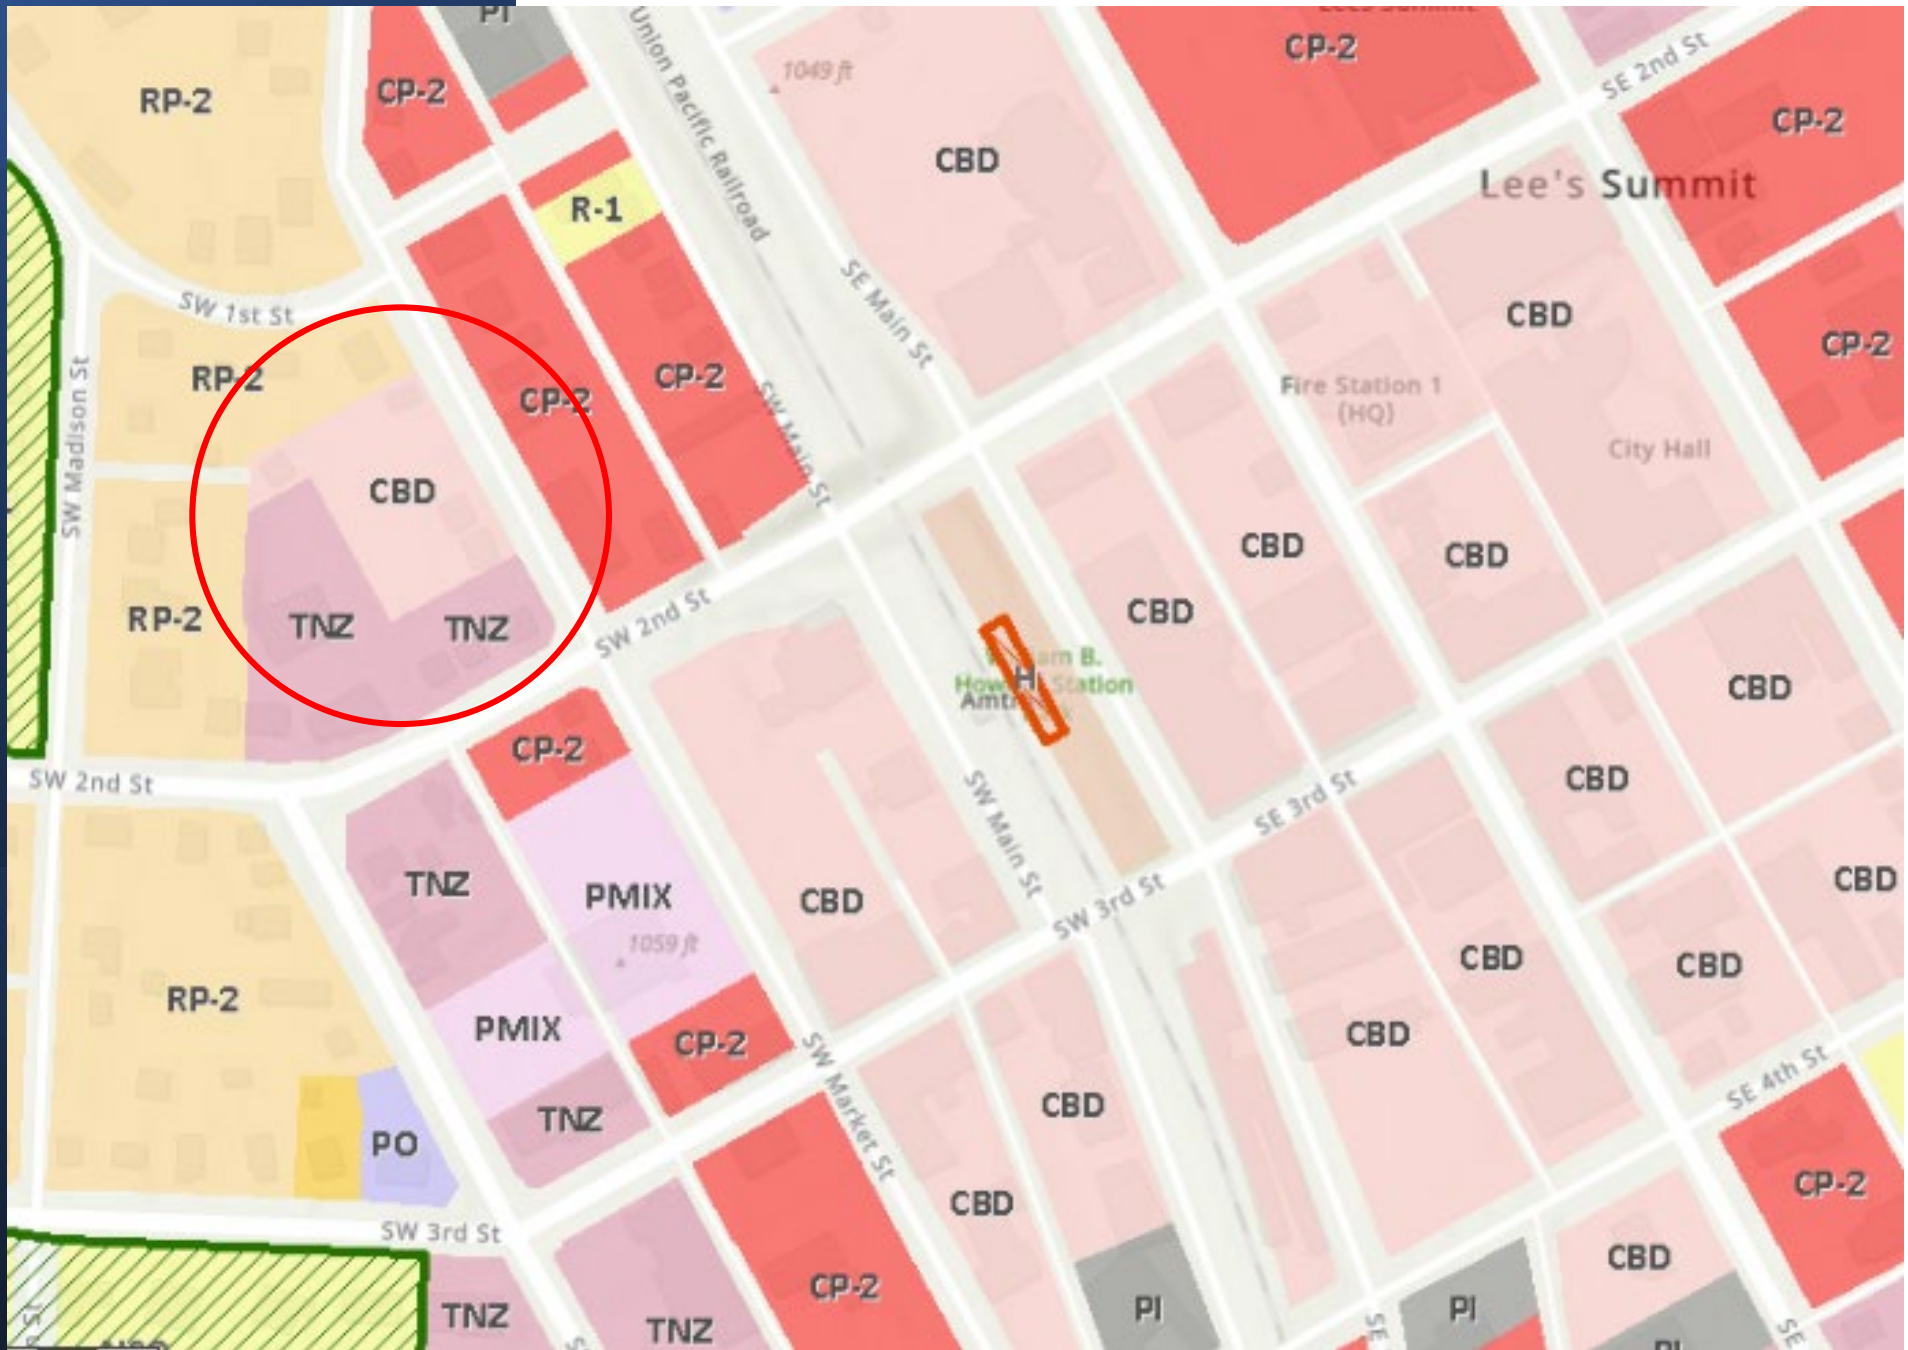 PI
CP-2
RP-2
CP-2
1049 ft
SE 2nd St
CP-2
Union Pacific Railroad
CBD
Lee's Summit
R-1
SW 1st St
SE Main St
CBD
CP-2
RP-2
CP-2
CP-2
SW Madison St
SW Main St
Fire Station 1
(HQ)
City Hall
CBD
CBD
CBD
RP-2
TNZ
TNZ
SW 2nd St
CBD
H
CBD
CP-2
SW 2nd St
SW Main St
SE 3rd St
CBD
TNZ
PMIX
CBD
SW 3rd St
CBD
1059 ft
CBD
CBD
RP-2
PMIX
CP-2
CBD
SW Market St
SE 4th St
TNZ
CBD
PO
CP-2
CBD
SW 3rd St
CBD
CP-2
PI
PI
TNZ
TNZ
SE
SE